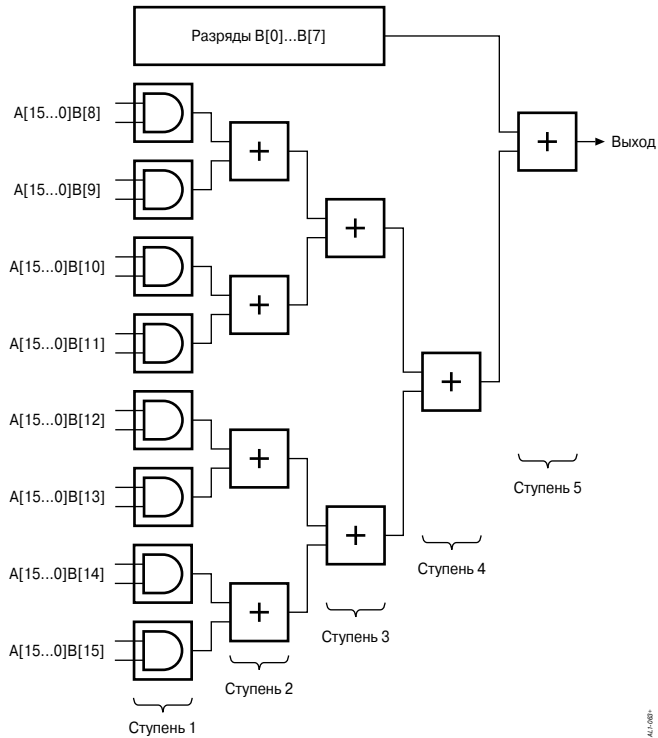 Разряды B[0]...B[7]
A[15...0]B[8]
Выход
A[15...0]B[9]
A[15...0]B[10]
A[15...0]B[11]
A[15...0]B[12]
A[15...0]B[13]
Ступень 5
A[15...0]B[14]
Ступень 4
A[15...0]B[15]
Ступень 3
Ступень 2
Ступень 1